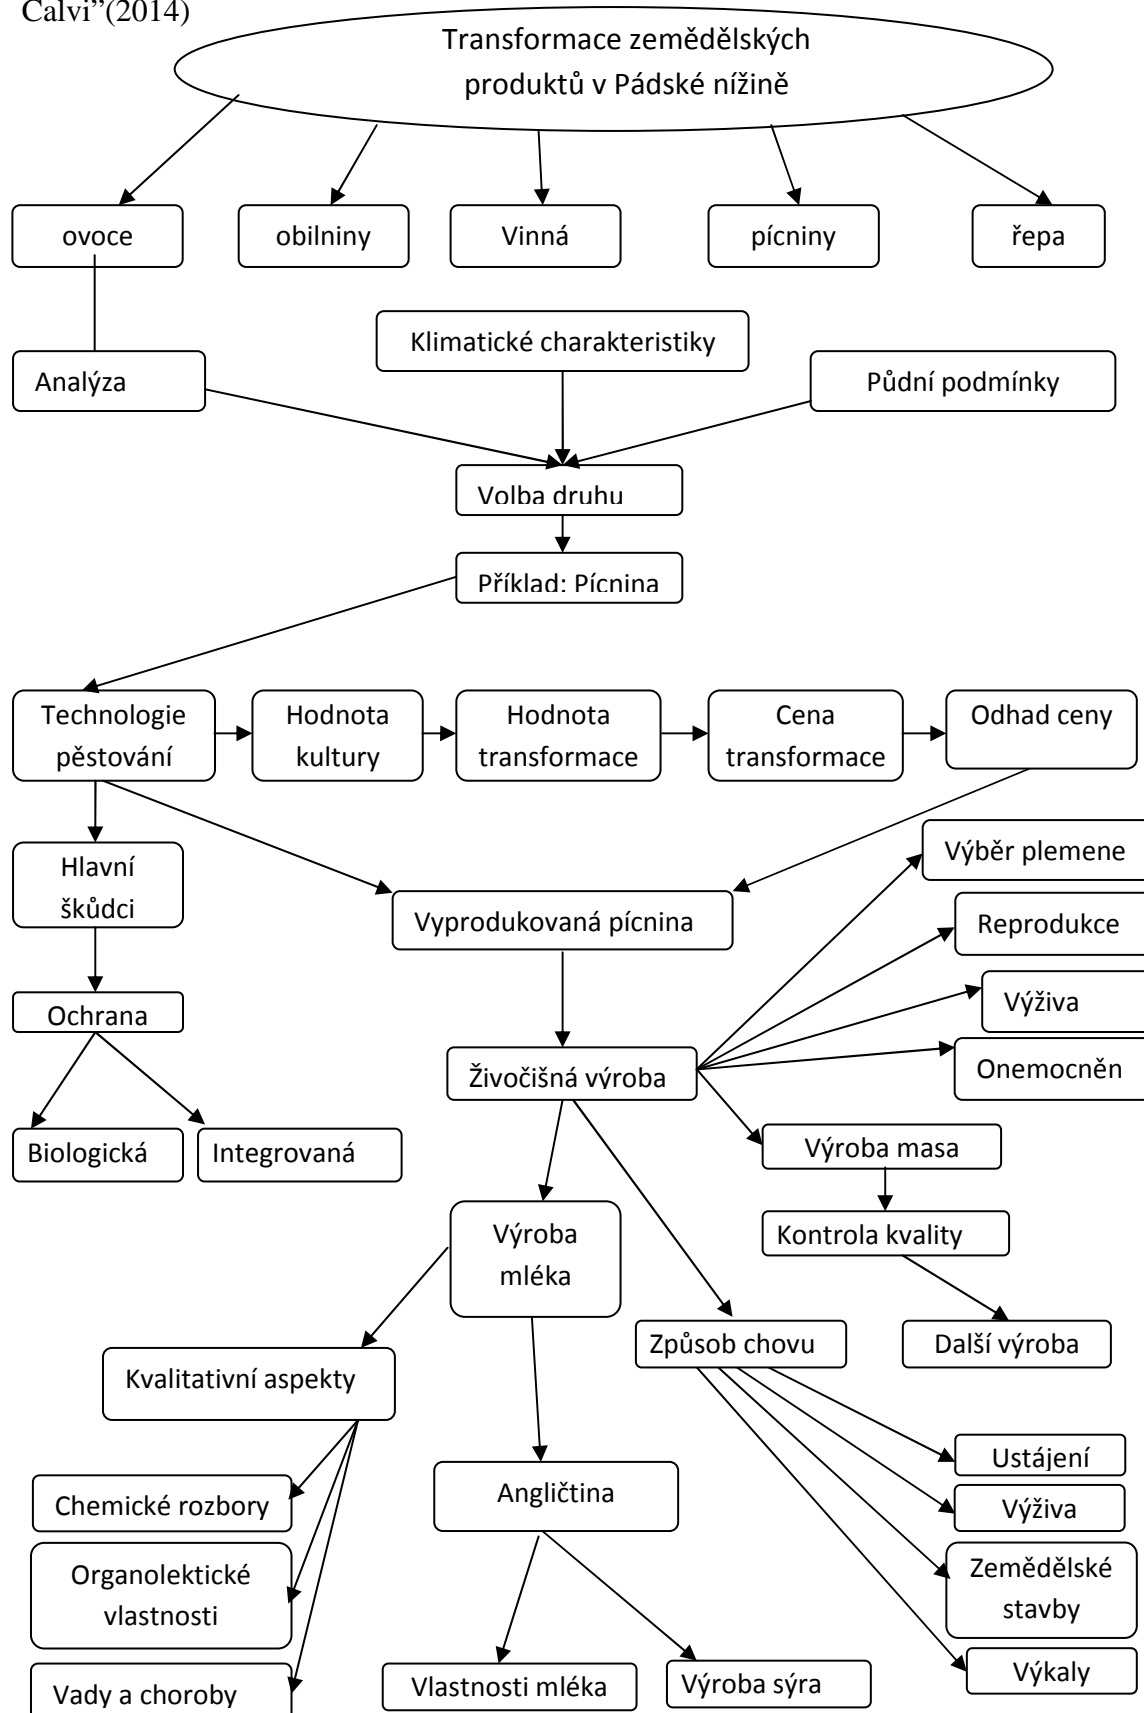 Calvi”(2014)
Transformace zemědělských
produktů v Pádské nížině
ovoce
obilniny
Vinná
pícniny
řepa
Klimatické charakteristiky
Analýza
Půdní podmínky
Volba druhu
Příklad: Pícnina
Technologie
pěstování
Hodnota
kultury
Hodnota
transformace
Cena
transformace
Odhad ceny
Hlavní
škůdci
Výběr plemene
Vyprodukovaná pícnina
Reprodukce
Ochrana
Výživa
Živočišná výroba
Onemocněn
Biologická
Integrovaná
Výroba masa
Výroba
mléka
Kontrola kvality
Způsob chovu
Další výroba
Kvalitativní aspekty
Ustájení
Angličtina
Chemické rozbory
Výživa
Organolektické
vlastnosti
Zemědělské
stavby
Vlastnosti mléka
Výroba sýra
Výkaly
Vady a choroby